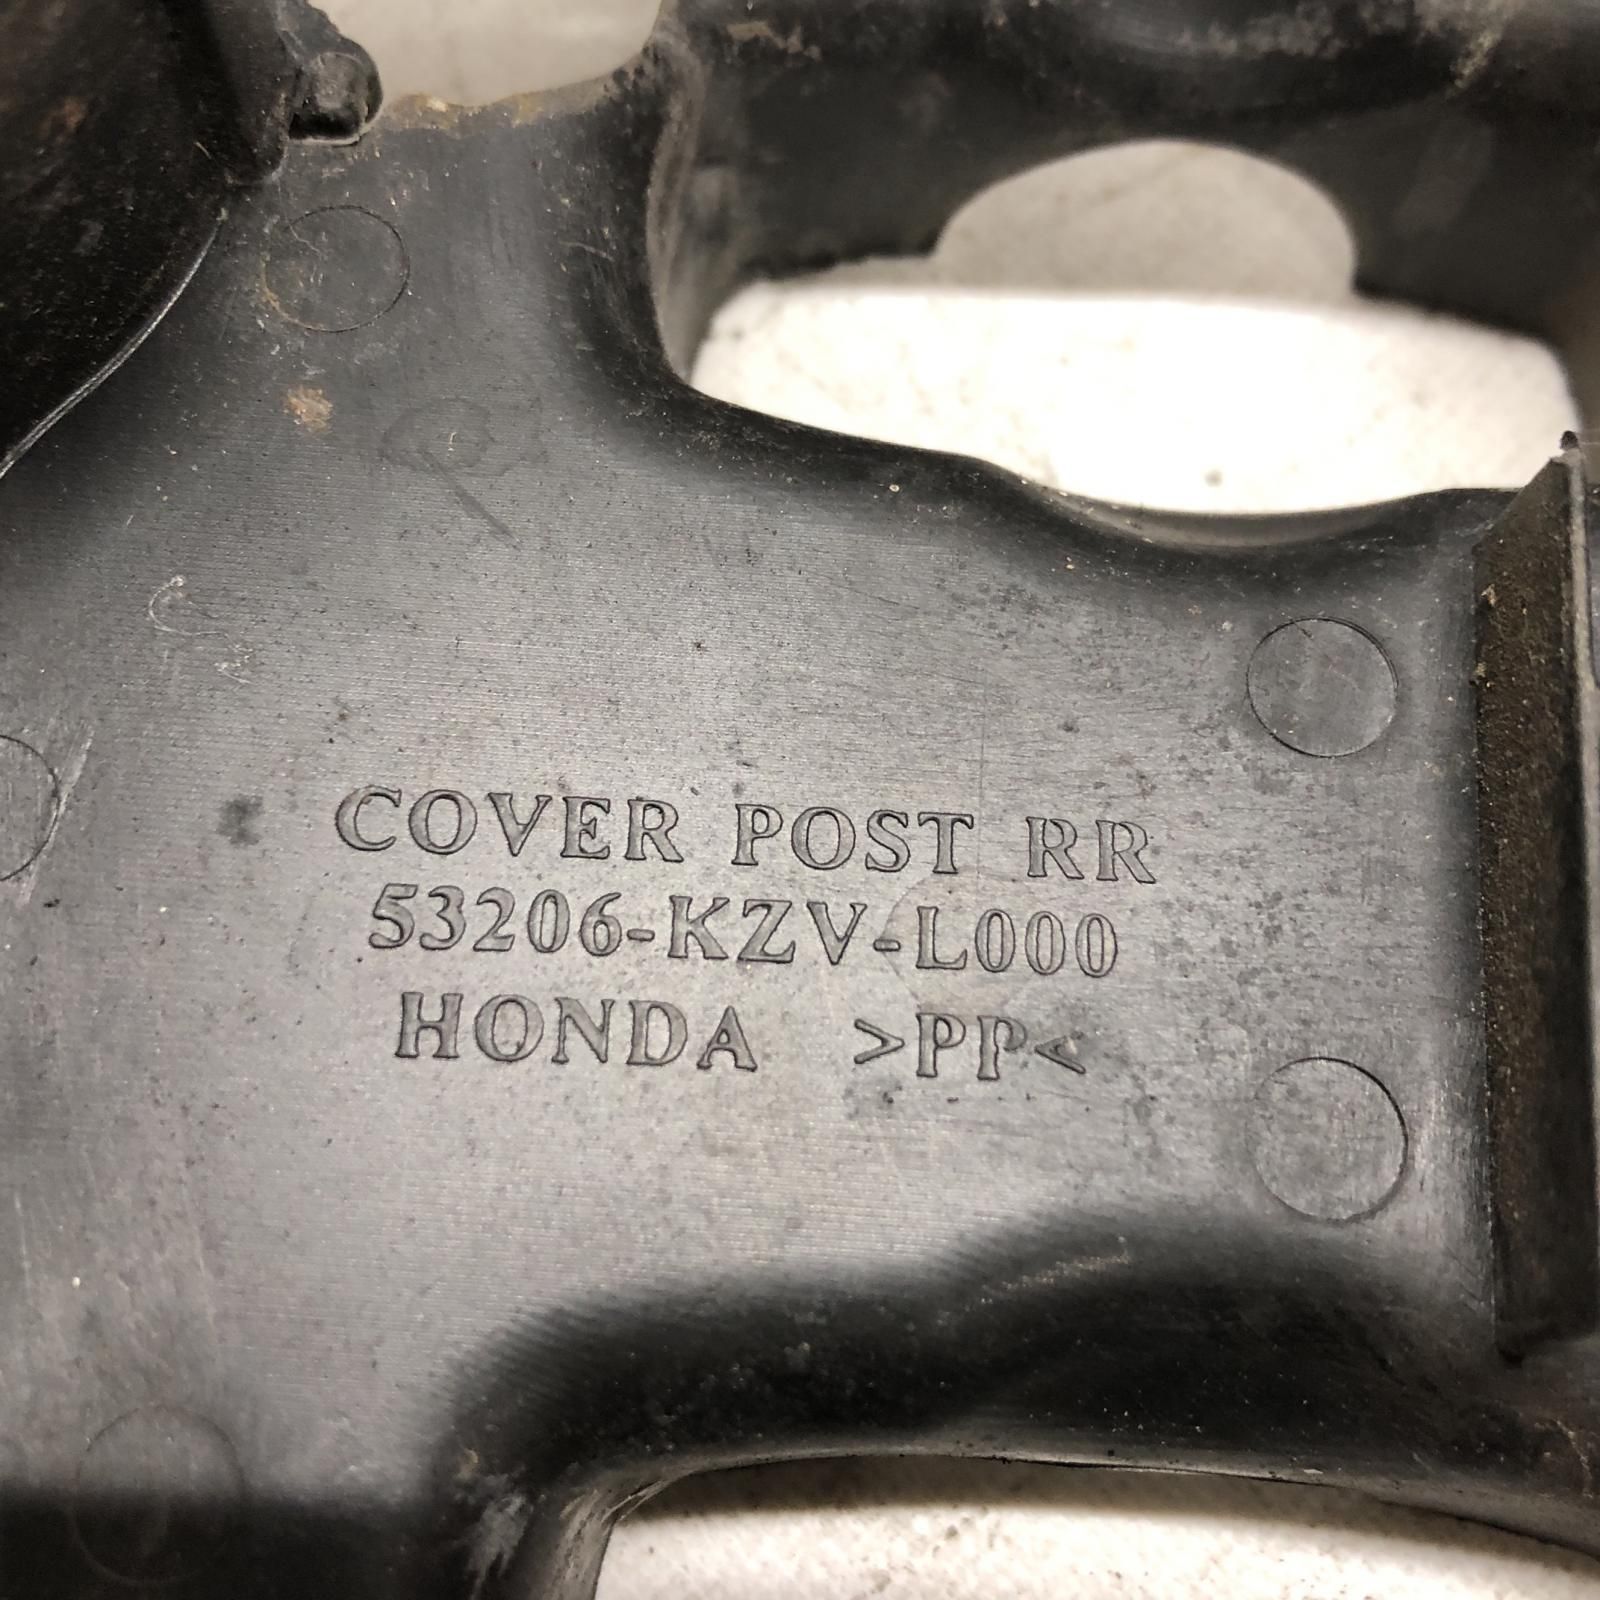 COVER POST RR
53206-KZV-L000
HONDA >PP<